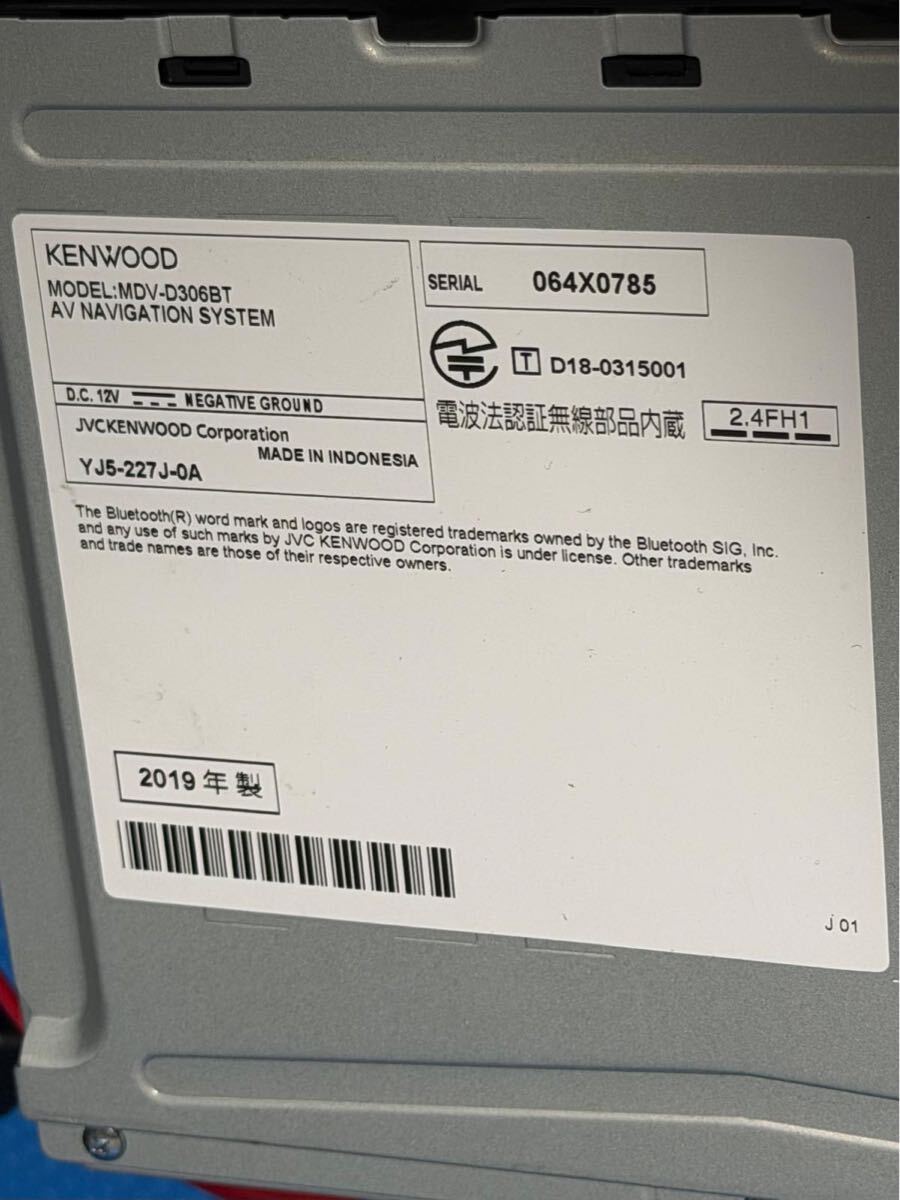 KENWOOD
MODEL:MDV-D306BT
AV NAVIGATION SYSTEM
D.C. 12V NEGATIVE GROUND
JVCKENWOOD Corporation
MADE IN INDONESIA
YJ5-227J-0A
SERIAL 064X0785
T D18-0315001
電波法認証無線部品内蔵 2.4FH1
The Bluetooth(R) word mark and logos are registered trademarks owned by the Bluetooth SIG, Inc.
and any use of such marks by JVC KENWOOD Corporation is under license. Other trademarks
and trade names are those of their respective owners.
2019 年 製
J 01